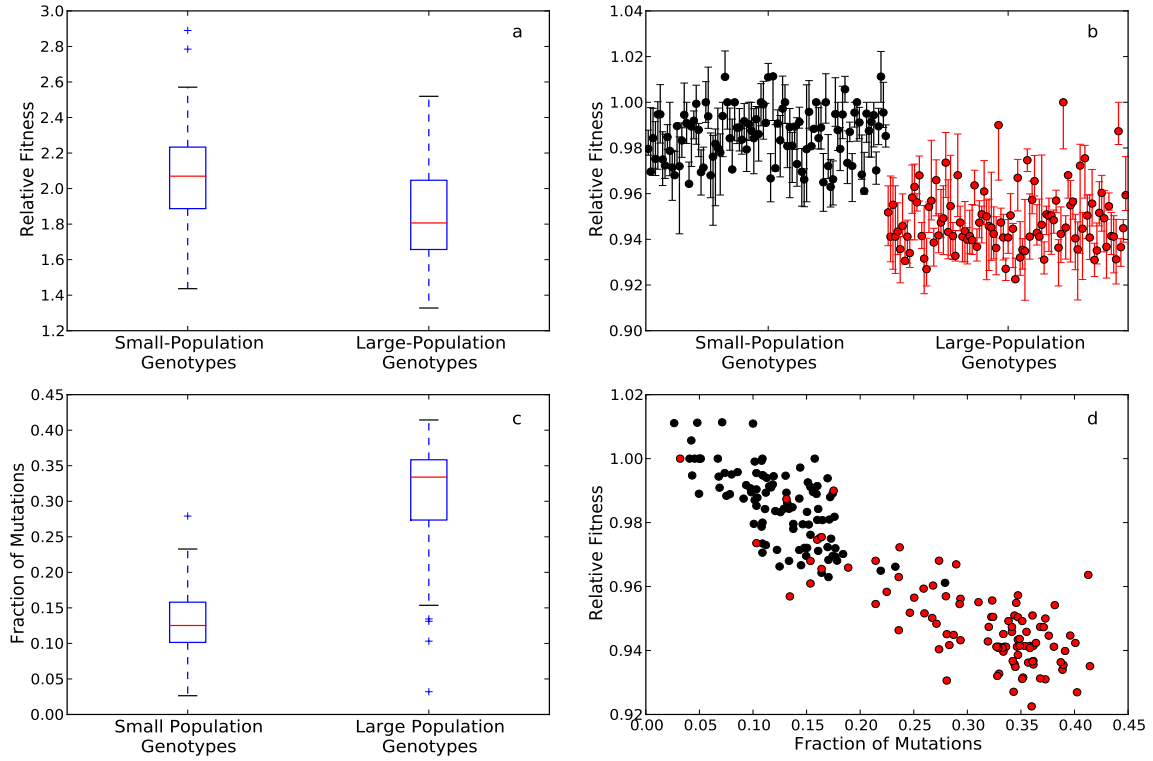 a
3.0
2.8
2.6
2.4
2.2
2.0
1.8
1.6
1.4
1.2
Relative Fitness
Small-Population
Genotypes
Large-Population
Genotypes
b
1.04
1.02
1.00
0.98
0.96
0.94
0.92
0.90
Relative Fitness
Small-Population
Genotypes
Large-Population
Genotypes
c
0.45
0.40
0.35
0.30
0.25
0.20
0.15
0.10
0.05
0.00
Fraction of Mutations
Small Population
Genotypes
Large Population
Genotypes
d
1.02
1.00
0.98
0.96
0.94
0.92
Relative Fitness
0.00 0.05 0.10 0.15 0.20 0.25 0.30 0.35 0.40 0.45
Fraction of Mutations